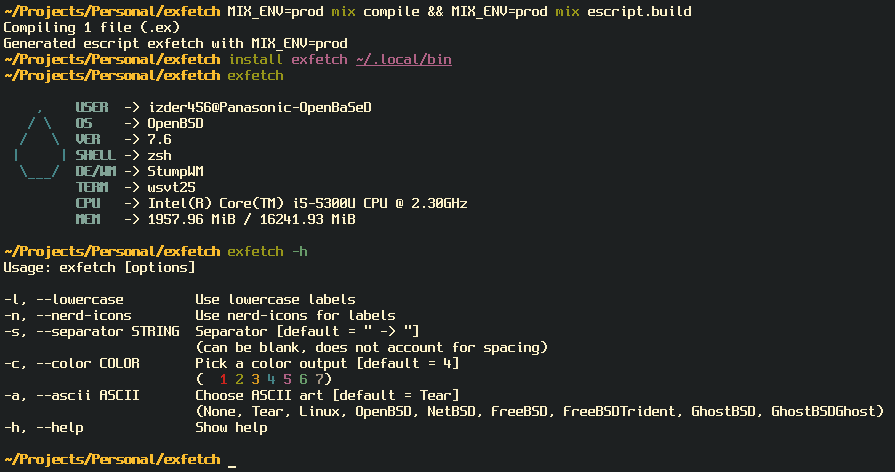 ~/Projects/Personal/exfetch MIX_ENV=prod mix compile && MIX_ENV=prod mix escript.build
Compiling 1 file (.ex)
Generated escript exfetch with MIX_ENV=prod
~/Projects/Personal/exfetch install exfetch ~/.local/bin
~/Projects/Personal/exfetch exfetch
USER -> izder456@Panasonic-OpenBaSeD
OS -> OpenBSD
VER -> 7.6
SHELL -> zsh
DE/WM -> StumpWM
TERM -> wsvt25
CPU -> Intel(R) Core(TM) i5-5300U CPU @ 2.30GHz
MEM -> 1957.96 MiB / 16241.93 MiB
~/Projects/Personal/exfetch exfetch -h
Usage: exfetch [options]
-l, --lowercase Use lowercase labels
-n, --nerd-icons Use nerd-icons for labels
-s, --separator STRING Separator [default = " -> "]
(can be blank, does not account for spacing)
-c, --color COLOR Pick a color output [default = 4]
( 1 2 3 4 5 6 7)
-a, --ascii ASCII Choose ASCII art [default = Tear]
(None, Tear, Linux, OpenBSD, NetBSD, FreeBSD, FreeBSDTrident, GhostBSD, GhostBSDGhost)
-h, --help Show help
~/Projects/Personal/exfetch _